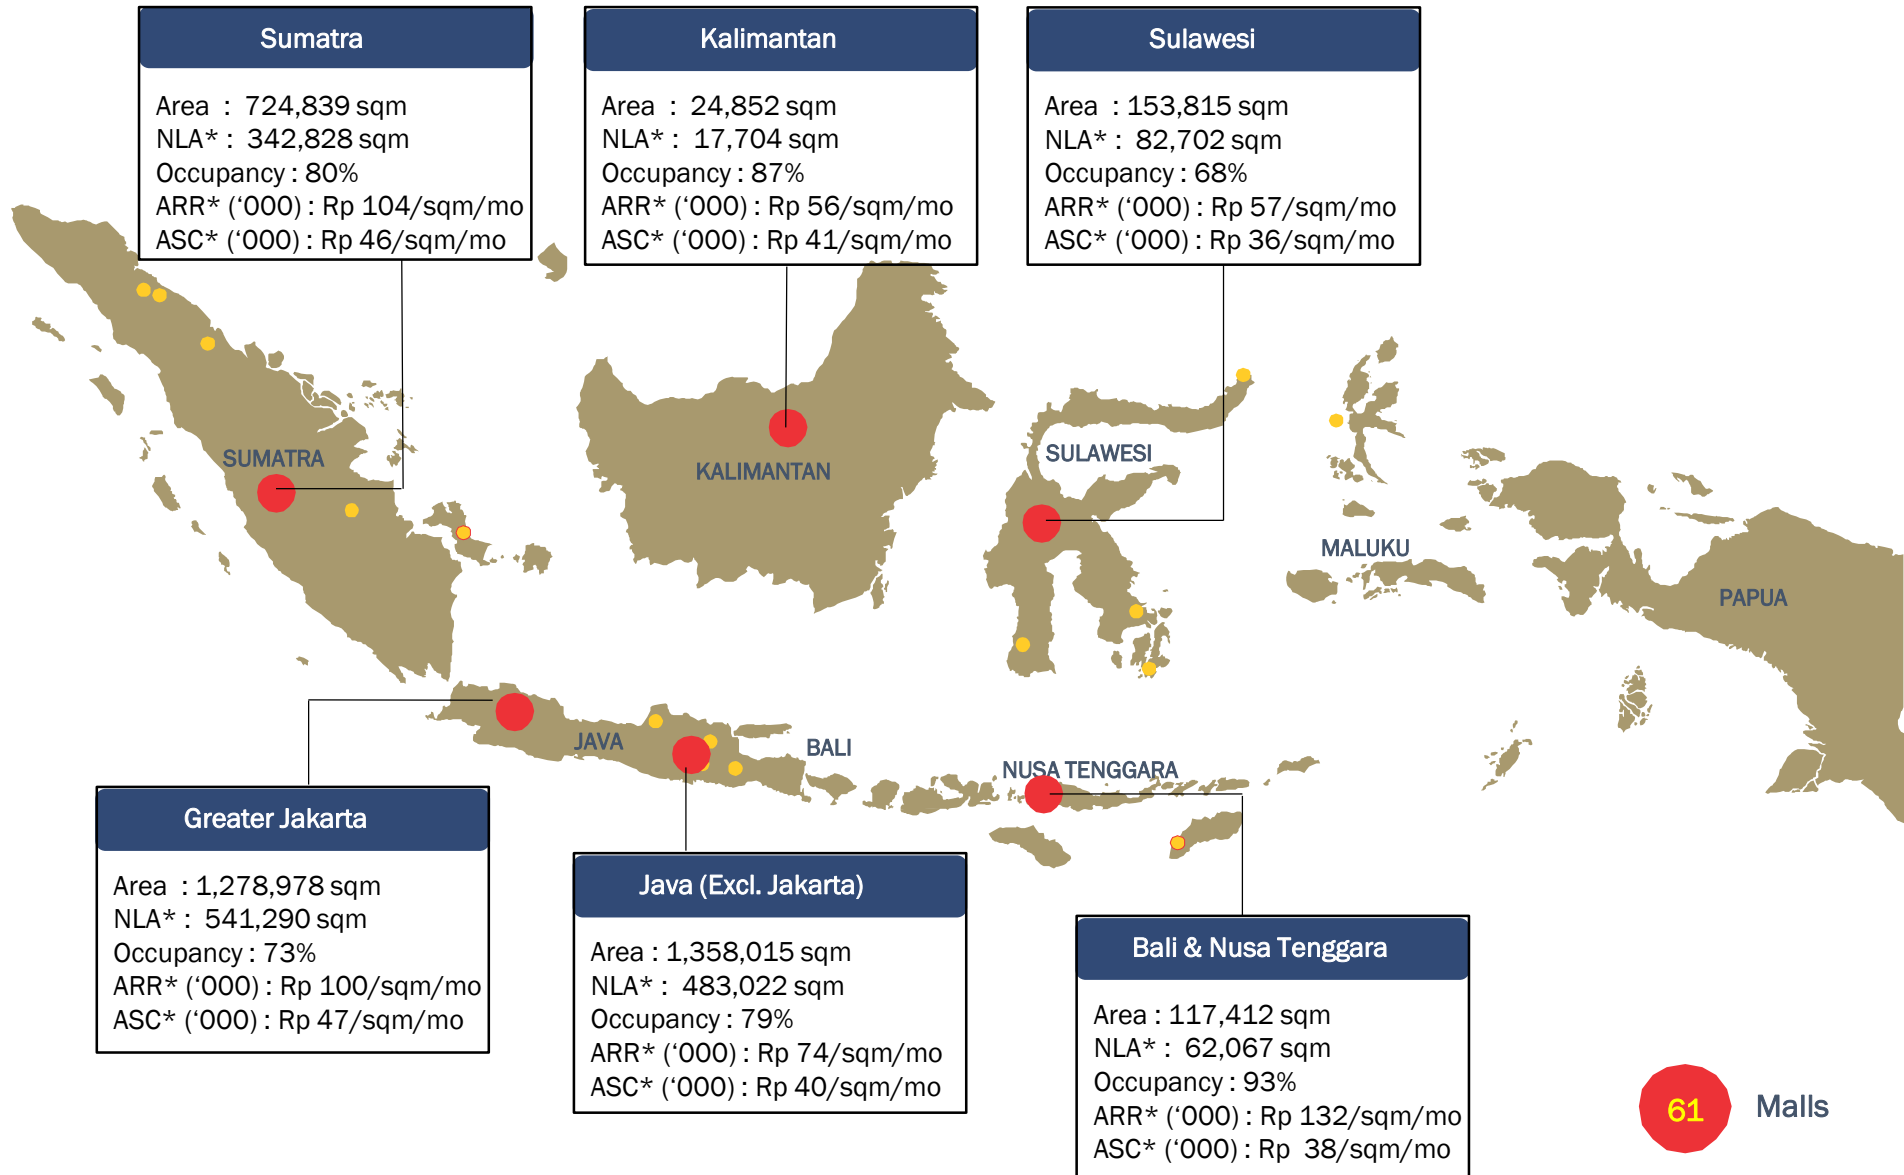 Sumatra
Area : 724,839 sqm
NLA* : 342,828 sqm
Occupancy : 80%
ARR* (‘000) : Rp 104/sqm/mo
ASC* (‘000) : Rp 46/sqm/mo
Kalimantan
Area : 24,852 sqm
NLA* : 17,704 sqm
Occupancy : 87%
ARR* (‘000) : Rp 56/sqm/mo
ASC* (‘000) : Rp 41/sqm/mo
Sulawesi
Area : 153,815 sqm
NLA* : 82,702 sqm
Occupancy : 68%
ARR* (‘000) : Rp 57/sqm/mo
ASC* (‘000) : Rp 36/sqm/mo
SUMATRA
KALIMANTAN
SULAWESI
MALUKU
PAPUA
JAVA
BALI
NUSA TENGGARA
Greater Jakarta
Area : 1,278,978 sqm
NLA* : 541,290 sqm
Occupancy : 73%
ARR* (‘000) : Rp 100/sqm/mo
ASC* (‘000) : Rp 47/sqm/mo
Java (Excl. Jakarta)
Area : 1,358,015 sqm
NLA* : 483,022 sqm
Occupancy : 79%
ARR* (‘000) : Rp 74/sqm/mo
ASC* (‘000) : Rp 40/sqm/mo
Bali & Nusa Tenggara
Area : 117,412 sqm
NLA* : 62,067 sqm
Occupancy : 93%
ARR* (‘000) : Rp 132/sqm/mo
ASC* (‘000) : Rp 38/sqm/mo
61 Malls